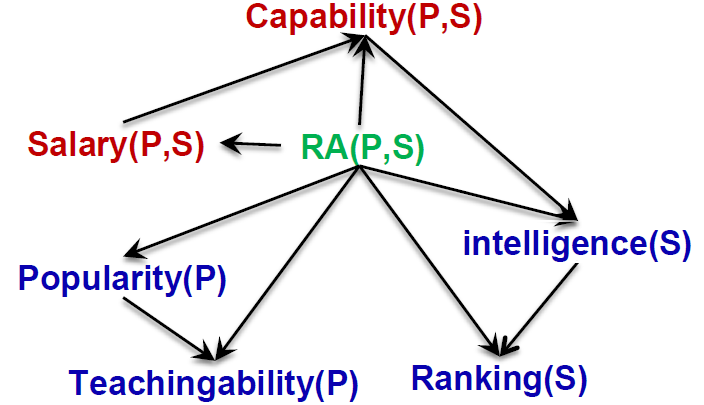 Capability(P,S)
Salary(P,S)
RA(P,S)
intelligence(S)
Popularity(P)
Teachingability(P)
Ranking(S)